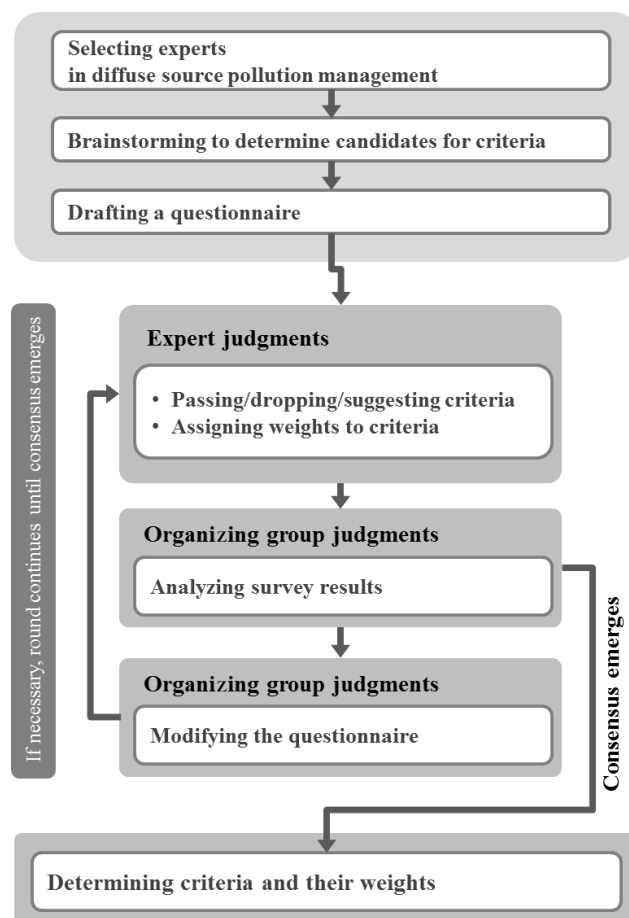 Selecting experts
in diffuse source pollution management
Brainstorming to determine candidates for criteria
Drafting a questionnaire
If necessary, round continues until consensus emerges
Expert judgments
• Passing/dropping/suggesting criteria
• Assigning weights to criteria
Organizing group judgments
Analyzing survey results
Organizing group judgments
Modifying the questionnaire
Consensus emerges
Determining criteria and their weights